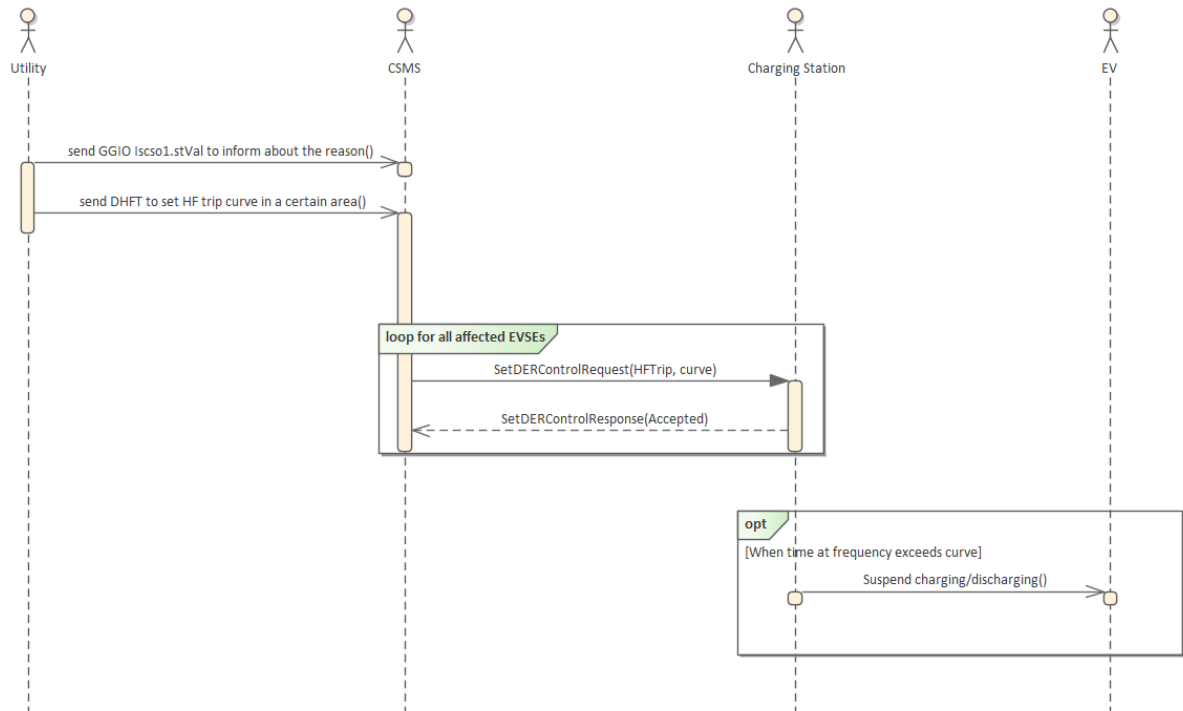 Utility
CSMS
Charging Station
EV
send GGIO Iscso1.stVal to inform about the reason()
send DHFT to set HF trip curve in a certain area()
loop for all affected EVSEs
SetDERControlRequest(HFTrip, curve)
SetDERControlResponse(Accepted)
opt
[When time at frequency exceeds curve]
Suspend charging/discharging()